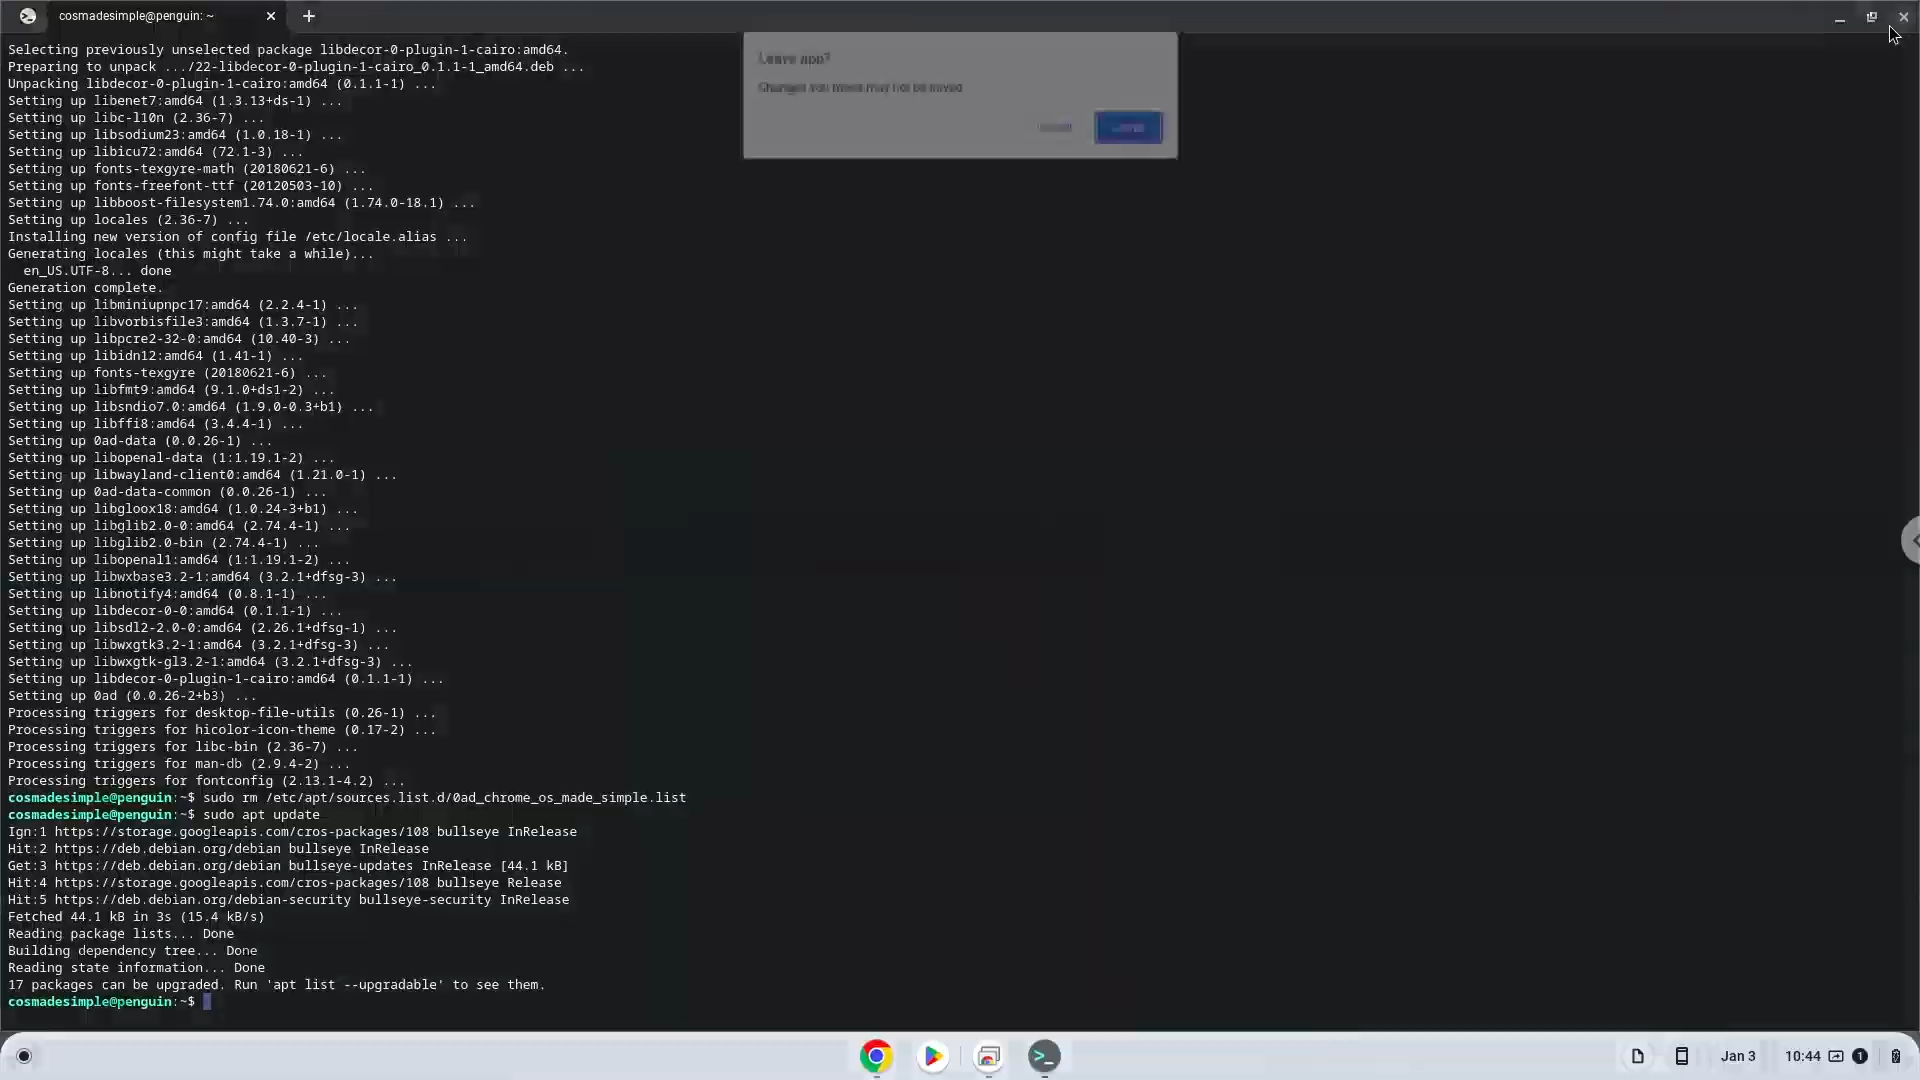 cosmadesimple@penguin: ~
Selecting previously unselected package libdecor-0-plugin-1-cairo:amd64.
Preparing to unpack .../22-libdecor-0-plugin-1-cairo_0.1.1-1_amd64.deb ...
Unpacking libdecor-0-plugin-1-cairo:amd64 (0.1.1-1) ...
Setting up libenet7:amd64 (1.3.13+ds-1) ...
Setting up libc-l10n (2.36-7) ...
Setting up libsodium23:amd64 (1.0.18-1) ...
Setting up libicu72:amd64 (72.1-3) ...
Setting up fonts-texgyre-math (20180621-6) ...
Setting up fonts-freefont-ttf (20120503-10) ...
Setting up libboost-filesystem1.74.0:amd64 (1.74.0-18.1) ...
Setting up locales (2.36-7) ...
Installing new version of config file /etc/locale.alias ...
Generating locales (this might take a while)...
  en_US.UTF-8... done
Generation complete.
Setting up libminiupnpc17:amd64 (2.2.4-1) ...
Setting up libvorbisfile3:amd64 (1.3.7-1) ...
Setting up libpcre2-32-0:amd64 (10.40-3) ...
Setting up libidn12:amd64 (1.41-1) ...
Setting up fonts-texgyre (20180621-6) ...
Setting up libfmt9:amd64 (9.1.0+ds1-2) ...
Setting up libsndio7.0:amd64 (1.9.0-0.3+b1) ...
Setting up libffi8:amd64 (3.4.4-1) ...
Setting up 0ad-data (0.0.26-1) ...
Setting up libopenal-data (1:1.19.1-2) ...
Setting up libwayland-client0:amd64 (1.21.0-1) ...
Setting up 0ad-data-common (0.0.26-1) ...
Setting up libgloox18:amd64 (1.0.24-3+b1) ...
Setting up libglib2.0-0:amd64 (2.74.4-1) ...
Setting up libglib2.0-bin (2.74.4-1) ...
Setting up libopenal1:amd64 (1:1.19.1-2) ...
Setting up libwxbase3.2-1:amd64 (3.2.1+dfsg-3) ...
Setting up libnotify4:amd64 (0.8.1-1) ...
Setting up libdecor-0-0:amd64 (0.1.1-1) ...
Setting up libsdl2-2.0-0:amd64 (2.26.1+dfsg-1) ...
Setting up libwxgtk3.2-1:amd64 (3.2.1+dfsg-3) ...
Setting up libwxgtk-gl3.2-1:amd64 (3.2.1+dfsg-3) ...
Setting up libdecor-0-plugin-1-cairo:amd64 (0.1.1-1) ...
Setting up 0ad (0.0.26-2+b3) ...
Processing triggers for desktop-file-utils (0.26-1) ...
Processing triggers for hicolor-icon-theme (0.17-2) ...
Processing triggers for libc-bin (2.36-7) ...
Processing triggers for man-db (2.9.4-2) ...
Processing triggers for fontconfig (2.13.1-4.2) ...
cosmadesimple@penguin:~$ sudo rm /etc/apt/sources.list.d/0ad_chrome_os_made_simple.list
cosmadesimple@penguin:~$ sudo apt update
Ign:1 https://storage.googleapis.com/cros-packages/108 bullseye InRelease
Hit:2 https://deb.debian.org/debian bullseye InRelease
Get:3 https://deb.debian.org/debian bullseye-updates InRelease [44.1 kB]
Hit:4 https://storage.googleapis.com/cros-packages/108 bullseye Release
Hit:5 https://deb.debian.org/debian-security bullseye-security InRelease
Fetched 44.1 kB in 3s (15.4 kB/s)
Reading package lists... Done
Building dependency tree... Done
Reading state information... Done
17 packages can be upgraded. Run 'apt list --upgradable' to see them.
cosmadesimple@penguin:~$
Leave app?
Changes you made may not be saved.
Jan 3
10:44
1